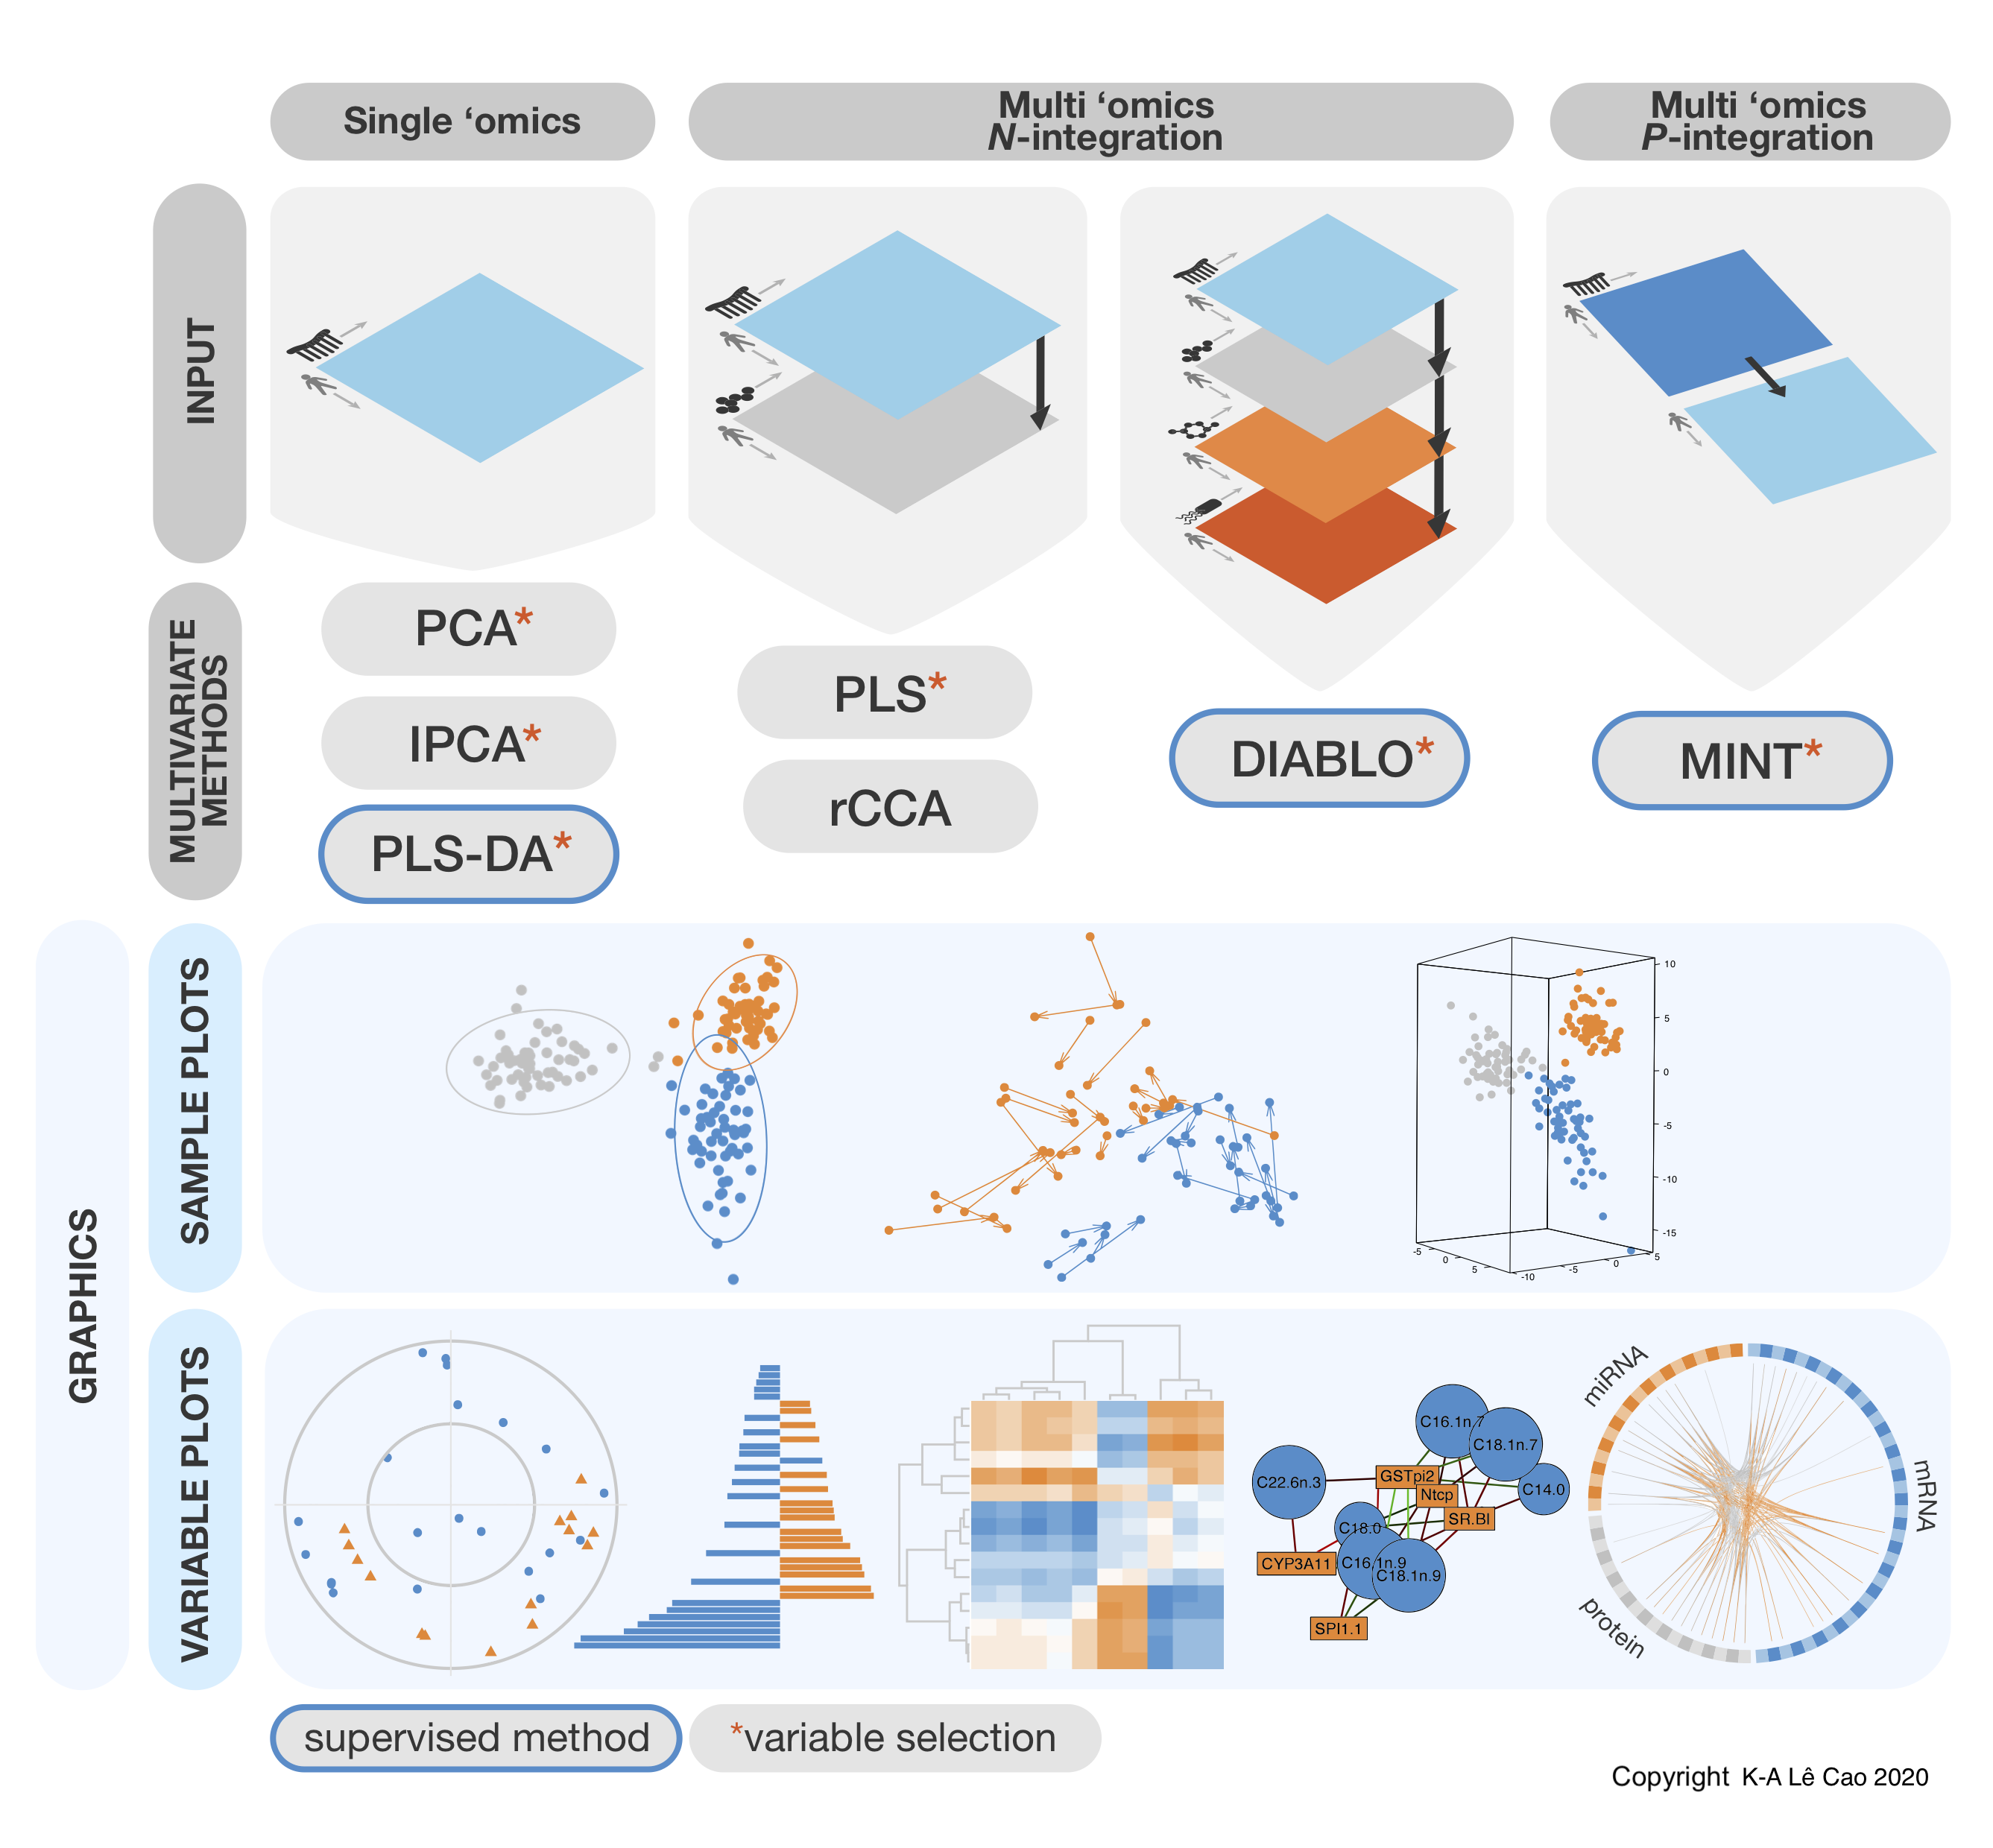 Single ‘omics
Multi ‘omics
N-integration
Multi ‘omics
P-integration
INPUT
MULTIVARIATE
METHODS
PCA*
IPCA*
PLS-DA*
PLS*
rCCA
DIABLO*
MINT*
GRAPHICS
SAMPLE PLOTS
10
5
0
-5
-10
-15
-5
0
5
-10
-5
0
5
VARIABLE PLOTS
C16.1n.7
C18.1n.7
C22.6n.3
GSTpi2
C14.0
Ntcp
SR.BI
C18.0
CYP3A11
C16.1n.9
C18.1n.9
SPI1.1
miRNA
mRNA
protein
supervised method
*variable selection
Copyright K-A Lê Cao 2020